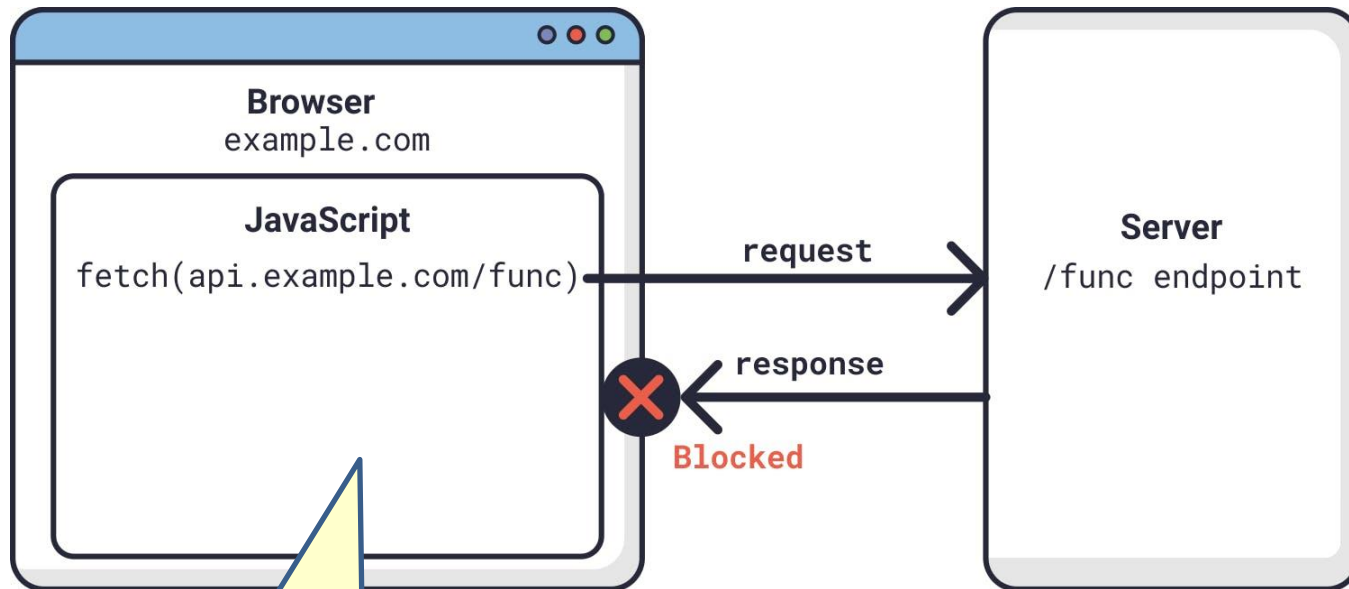 Browser
example.com
JavaScript
fetch(api.example.com/func)
request
response
Blocked
Server
/func endpoint